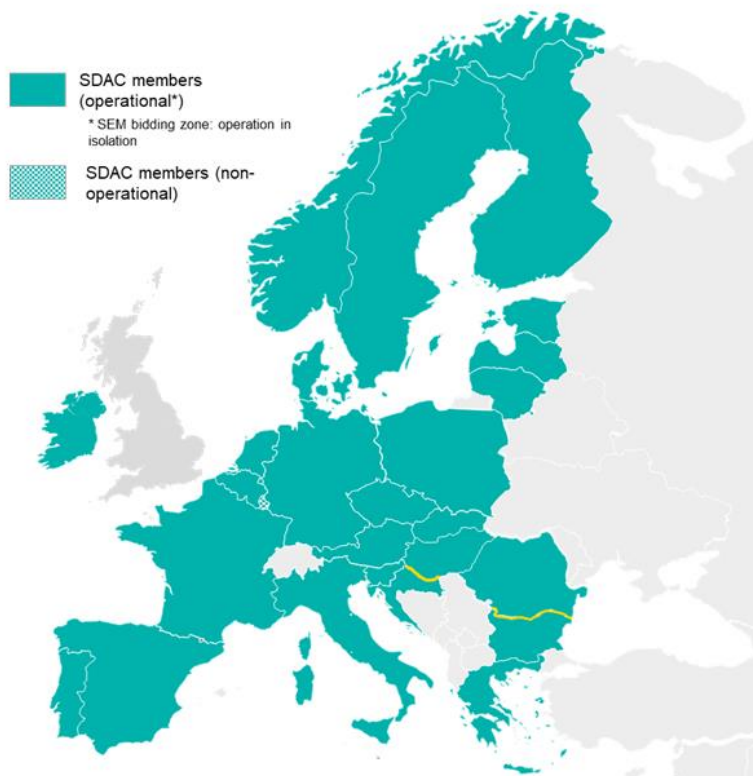 SDAC members
(operational*)
* SEM bidding zone: operation in
isolation
SDAC members (non-
operational)